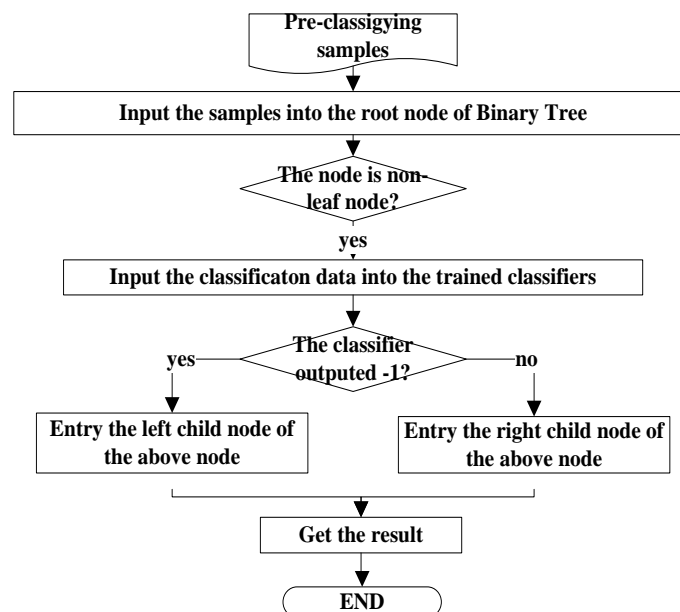 Pre-classigying
samples
Input the samples into the root node of Binary Tree
The node is non-
leaf node?
yes
Input the classificaton data into the trained classifiers
The classifier
outputed -1?
yes
no
Entry the left child node of
the above node
Entry the right child node of
the above node
Get the result
END